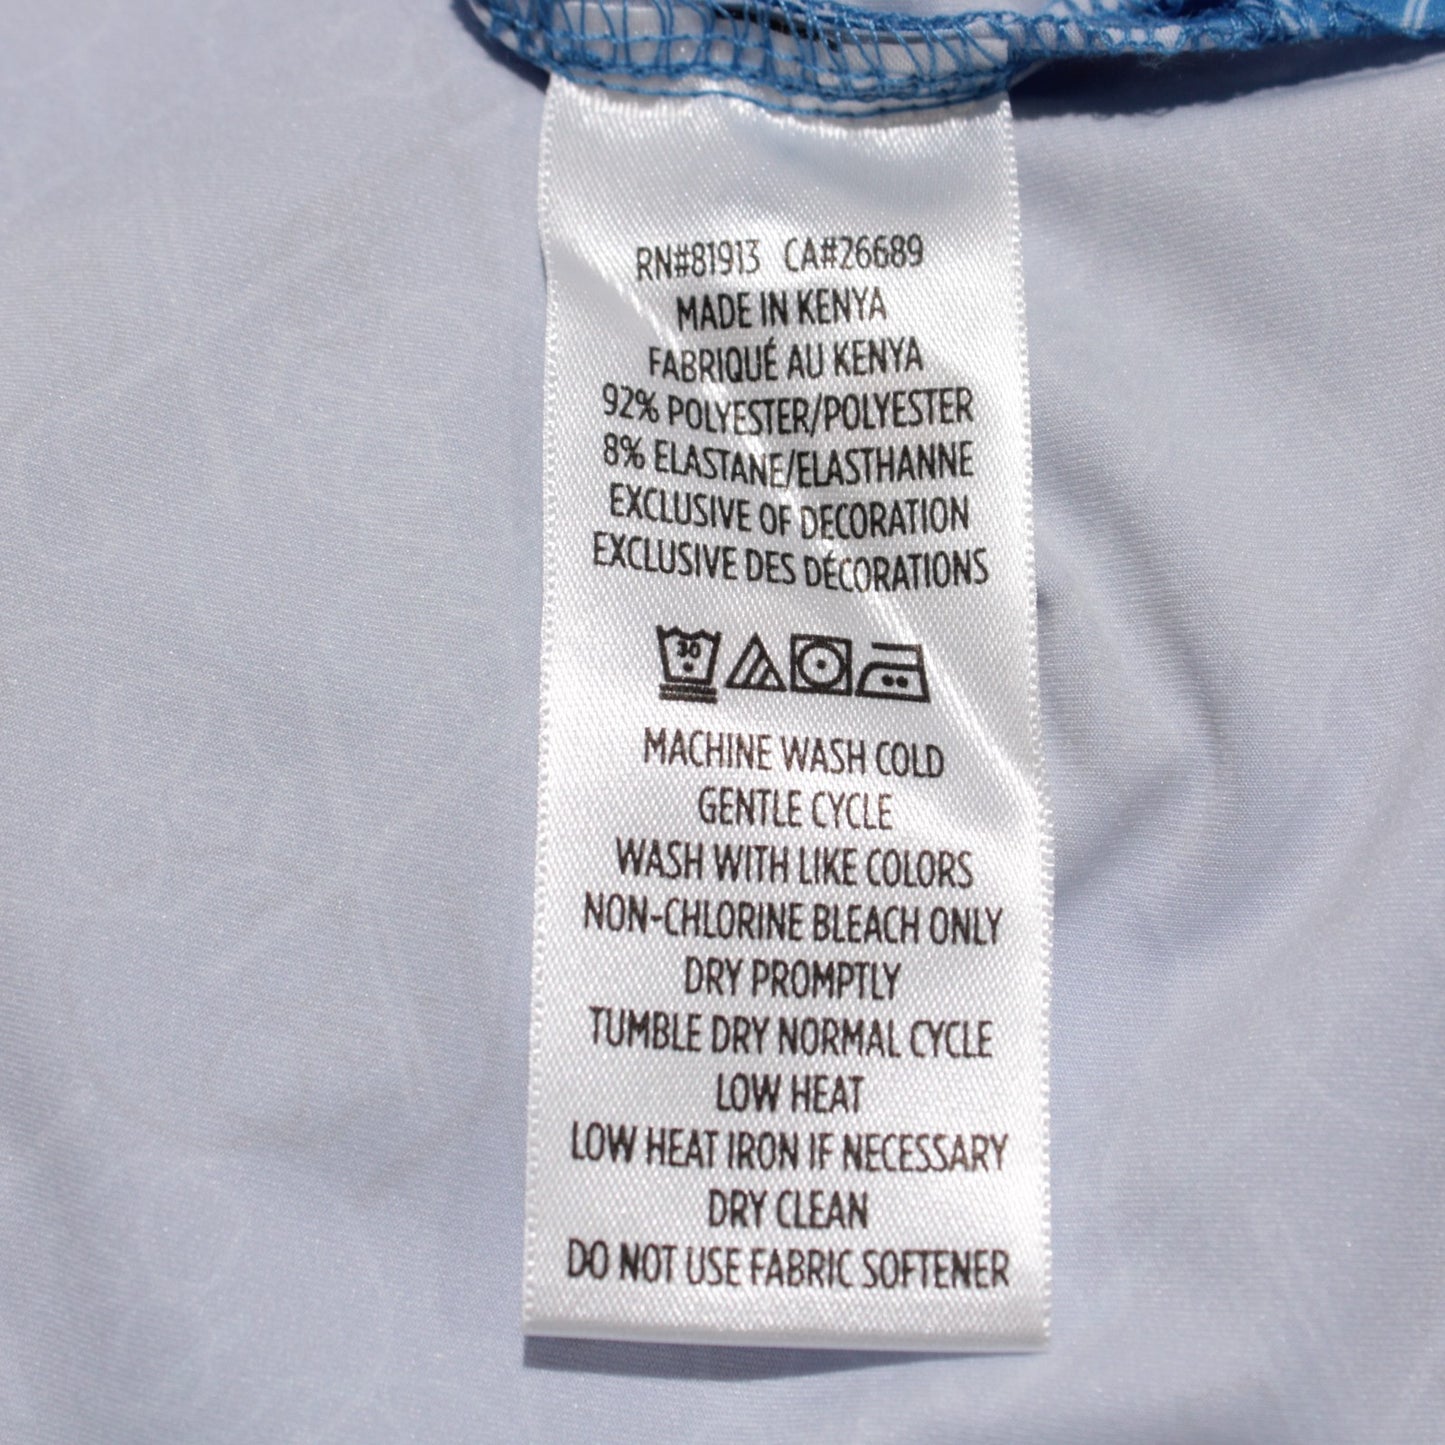 RN#81913 CA#26689
MADE IN KENYA
FABRIQUÉ AU KENYA
92% POLYESTER/POLYESTER
8% ELASTANE/ELASTHANNE
EXCLUSIVE OF DECORATION
EXCLUSIVE DES DÉCORATIONS
30
MACHINE WASH COLD
GENTLE CYCLE
WASH WITH LIKE COLORS
NON-CHLORINE BLEACH ONLY
DRY PROMPTLY
TUMBLE DRY NORMAL CYCLE
LOW HEAT
LOW HEAT IRON IF NECESSARY
DRY CLEAN
DO NOT USE FABRIC SOFTENER